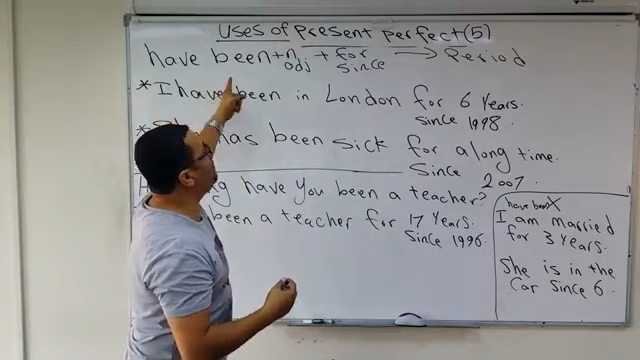 Uses of present perfect(5)
have been + n adj + for since → Period
* I have been in London for 6 Years.
since 1998.
* has been sick for a long time.
Since 2007.
have You been a teacher?
been a teacher for 17 Years.
Since 1996.
have been X
I am married
for 3 Years.
She is in the
Car Since 6.